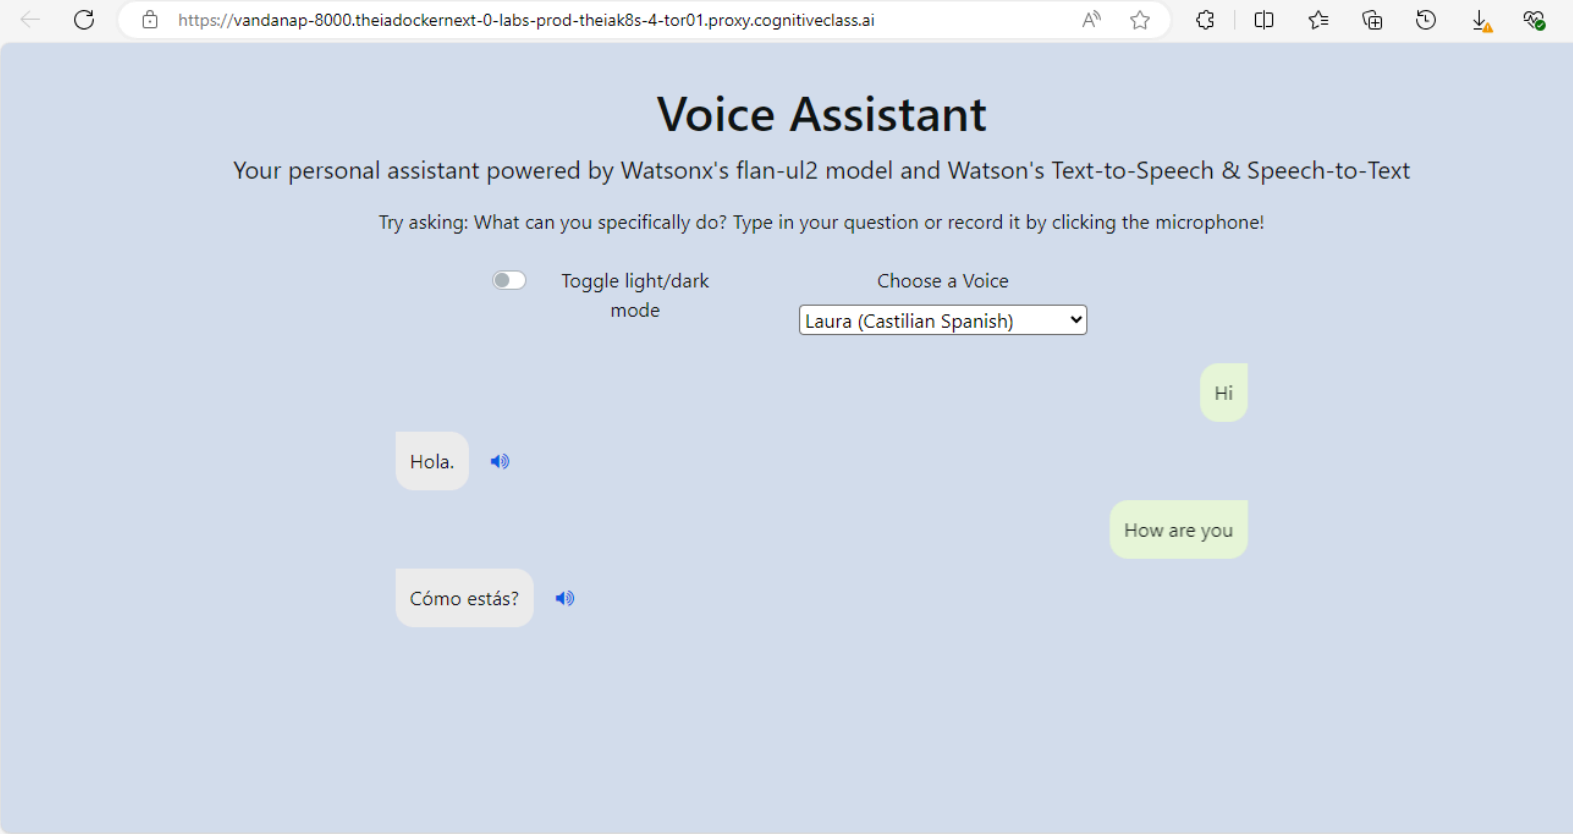 https://vandanap-8000.theiadockernext-0-labs-prod-theiak8s-4-tor01.proxy.cognitiveclass.ai
Voice Assistant
Your personal assistant powered by Watsonx's flan-ul2 model and Watson's Text-to-Speech & Speech-to-Text
Try asking: What can you specifically do? Type in your question or record it by clicking the microphone!
Toggle light/dark
mode
Choose a Voice
Laura (Castilian Spanish)
Hi
Hola.
How are you
Cómo estás?